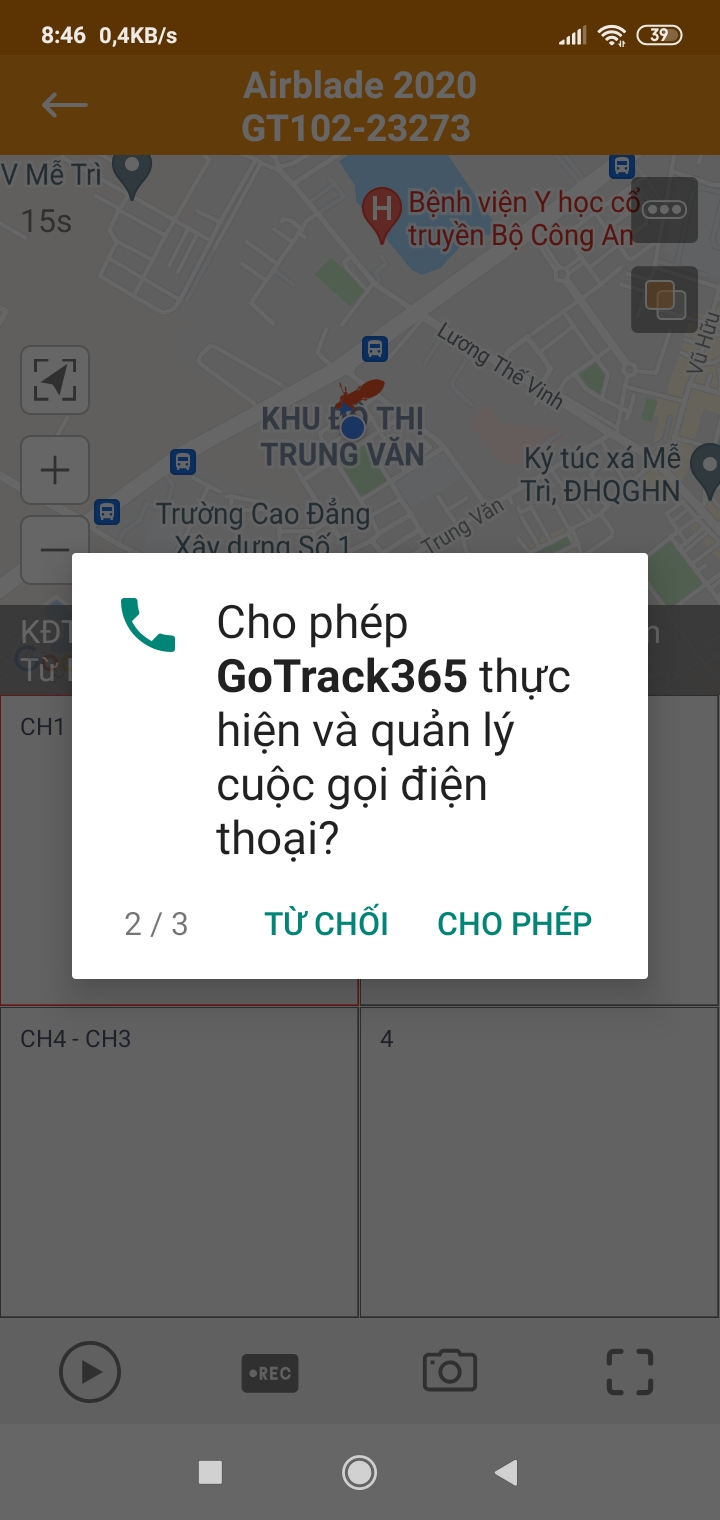 8:46 0,4KB/s
39
Airblade 2020
GT102-23273
V Mễ Trì
15s
H
Bệnh viện Y học cổ
truyền Bộ Công An
Vũ Hữu
Lương Thế Vinh
KHU ĐÔ THỊ
TRUNG VĂN
Ký túc xá Mễ
Trì, ĐHQGHN
Trường Cao Đẳng
Xây dựng Số 1
Trung Văn
KĐT
Từ
CH1
Cho phép
GoTrack365 thực
hiện và quản lý
cuộc gọi điện
thoại?
2 / 3
TỪ CHỐI
CHO PHÉP
CH4 - CH3
4
REC